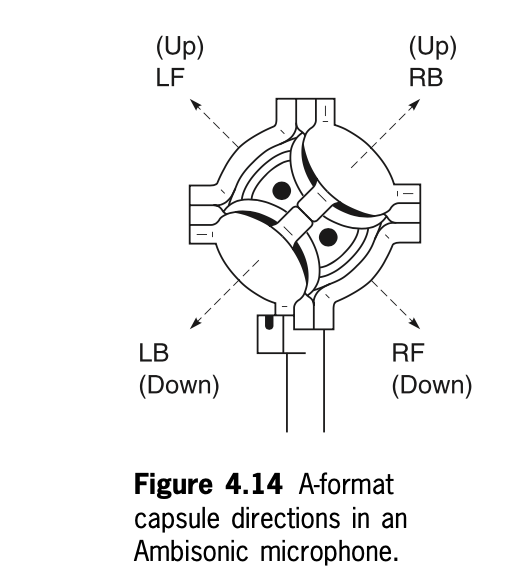 (Up)
LF
(Up)
RB
LB
(Down)
RF
(Down)
Figure 4.14 A-format
capsule directions in an
Ambisonic microphone.